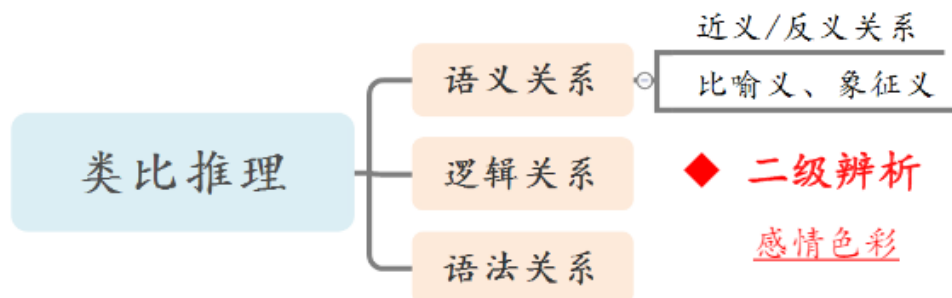 类比推理
语义关系
近义/反义关系
比喻义、象征义
逻辑关系
语法关系
◆ 二级辨析
感情色彩